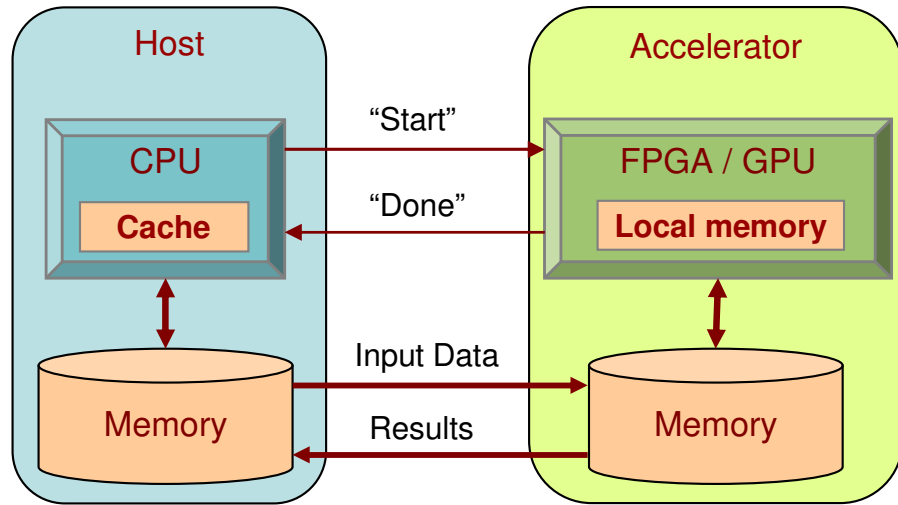 Host
Accelerator
“Start”
CPU
FPGA / GPU
“Done”
Cache
Local memory
Input Data
Memory
Memory
Results